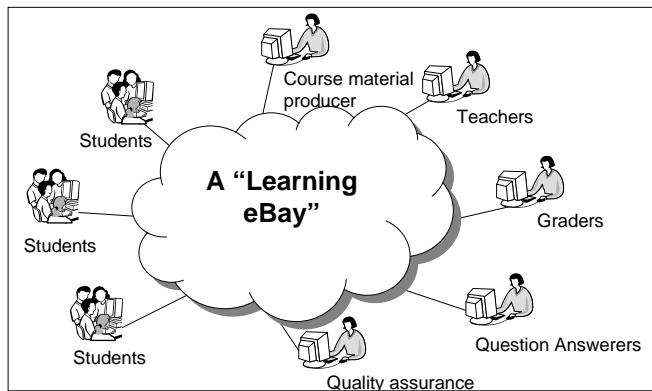 Course material
producer
Teachers
Students
A “Learning
eBay”
Students
Graders
Students
Question Answerers
Quality assurance